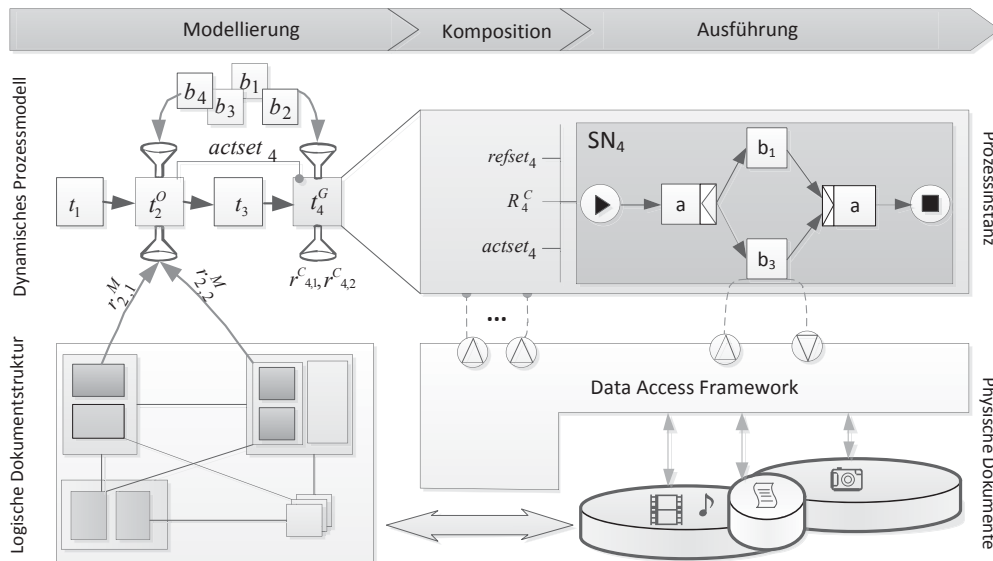 Modellierung
Komposition
Ausführung
Dynamisches Prozessmodell
b₄
b₃
b₁
b₂
actset ₄
t₁
t₂ᴼ
t₃
t₄ᴳ
rᶜ₄,₁, rᶜ₄,₂
r₂,₁ᴹ
r₂,₂ᴹ
refset₄
R₄ᶜ
actset₄
SN₄
a
b₁
b₃
a
Prozessinstanz
Logische Dokumentstruktur
...
Data Access Framework
Physische Dokumente